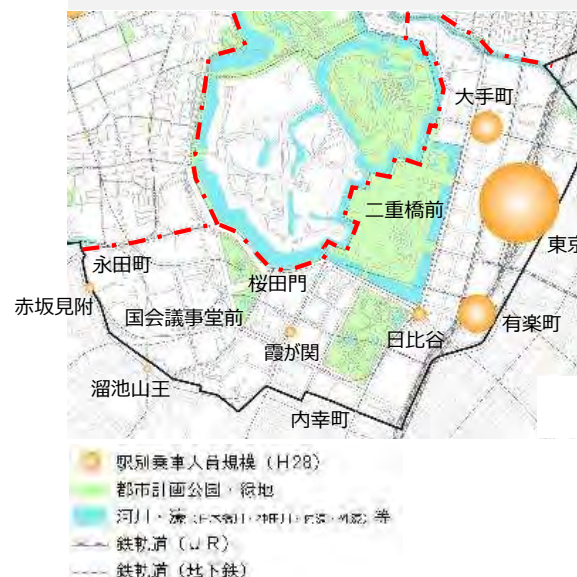 大手町
二重橋前
東京
永田町
桜田門
赤坂見附
国会議事堂前
有楽町
日比谷
霞が関
溜池山王
内幸町
駅別乗車人員規模（H28）
都市計画公園・緑地
河川・濠 等
鉄軌道（JR）
鉄軌道（地下鉄）